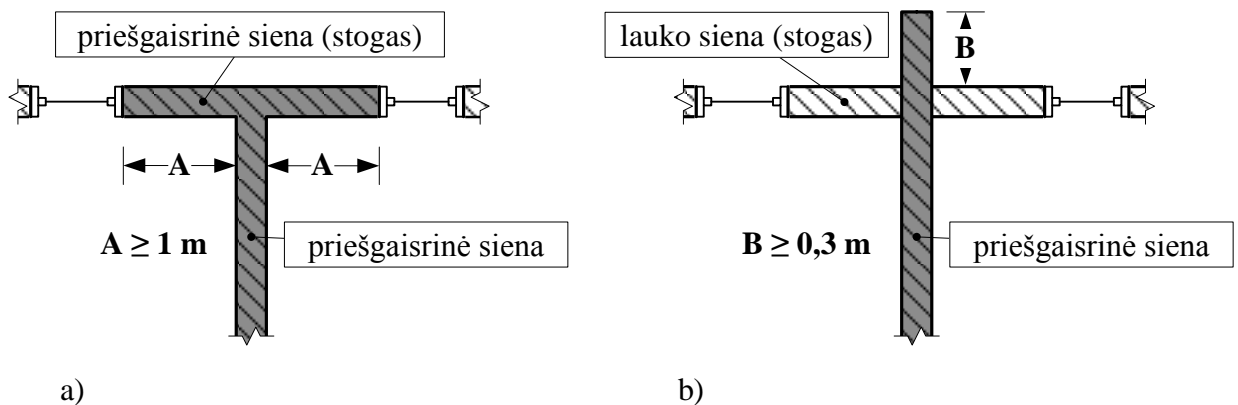 priešgaisrinė siena (stogas)
A
A
A ≥ 1 m
priešgaisrinė siena
a)
lauko siena (stogas)
B
B ≥ 0,3 m
priešgaisrinė siena
b)